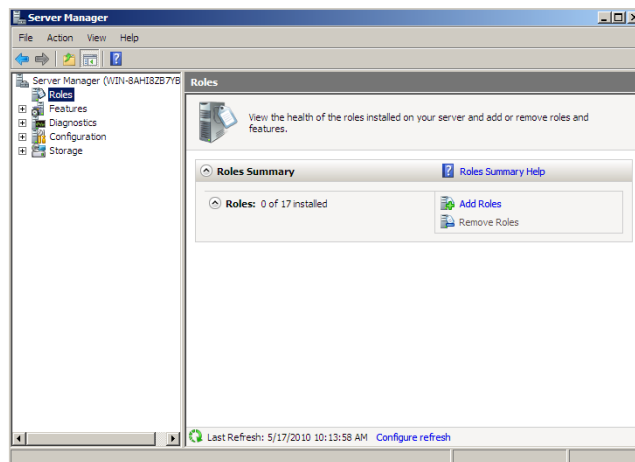 Server Manager
File Action View Help
Server Manager (WIN-8AHI8ZB7YB
Roles
Features
Diagnostics
Configuration
Storage
Roles
View the health of the roles installed on your server and add or remove roles and
features.
Roles Summary
Roles Summary Help
Roles: 0 of 17 installed
Add Roles
Remove Roles
Last Refresh: 5/17/2010 10:13:58 AM Configure refresh